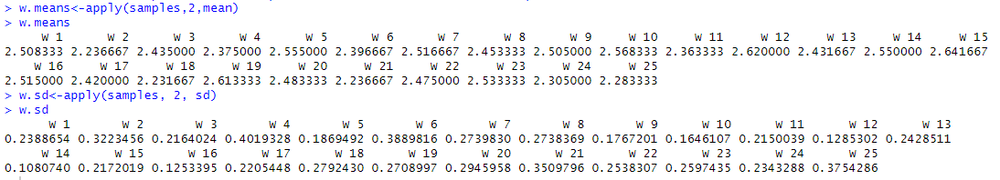 > w.means<-apply(samples,2,mean)
> w.means
W 1 W 2 W 3 W 4 W 5 W 6 W 7 W 8 W 9 W 10 W 11 W 12 W 13 W 14 W 15
2.508333 2.236667 2.435000 2.375000 2.555000 2.396667 2.516667 2.453333 2.505000 2.568333 2.363333 2.620000 2.431667 2.550000 2.641667
W 16 W 17 W 18 W 19 W 20 W 21 W 22 W 23 W 24 W 25
2.515000 2.420000 2.231667 2.613333 2.483333 2.236667 2.475000 2.533333 2.305000 2.283333
> w.sd<-apply(samples, 2, sd)
> w.sd
W 1 W 2 W 3 W 4 W 5 W 6 W 7 W 8 W 9 W 10 W 11 W 12 W 13
0.2388654 0.3223456 0.2164024 0.4019328 0.1869492 0.3889816 0.2739830 0.2738369 0.1767201 0.1646107 0.2150039 0.1285302 0.2428511
W 14 W 15 W 16 W 17 W 18 W 19 W 20 W 21 W 22 W 23 W 24 W 25
0.1080740 0.2172019 0.1253395 0.2205448 0.2792430 0.2708997 0.2945958 0.3509796 0.2538307 0.2597435 0.2343288 0.3754286